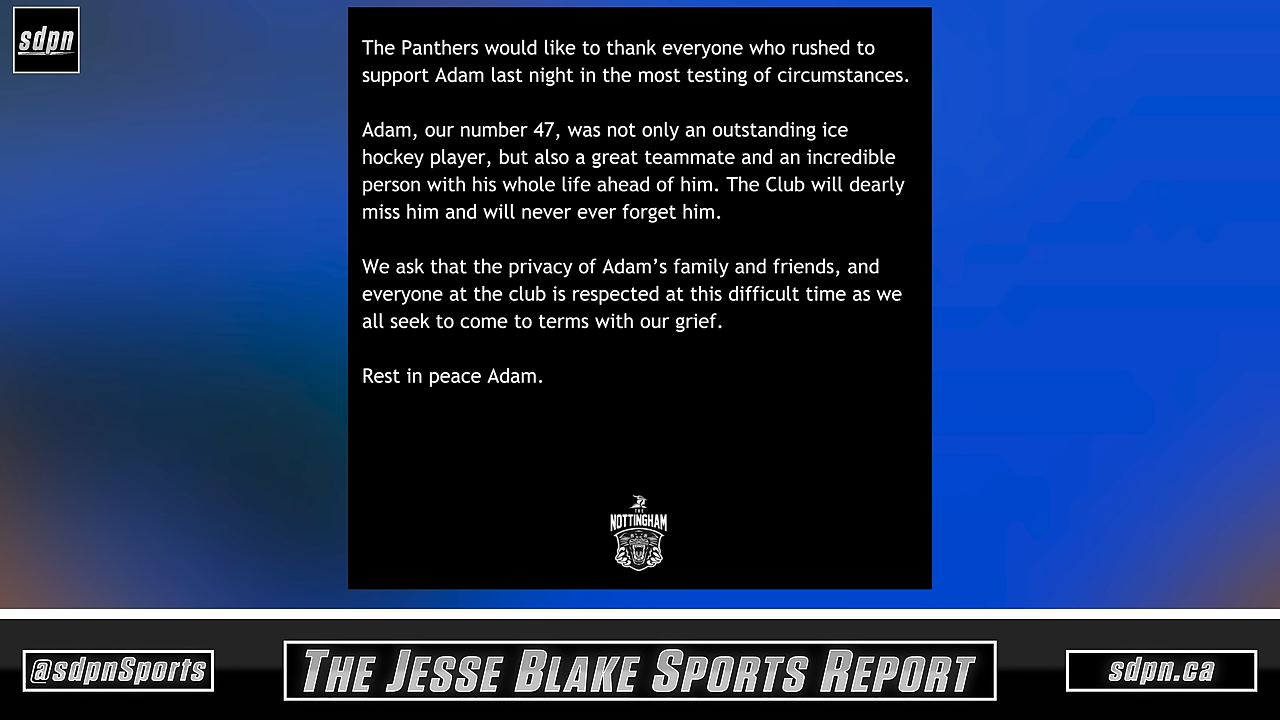 sdpn
The Panthers would like to thank everyone who rushed to
support Adam last night in the most testing of circumstances.
Adam, our number 47, was not only an outstanding ice
hockey player, but also a great teammate and an incredible
person with his whole life ahead of him. The Club will dearly
miss him and will never ever forget him.
We ask that the privacy of Adam’s family and friends, and
everyone at the club is respected at this difficult time as we
all seek to come to terms with our grief.
Rest in peace Adam.
THE
NOTTINGHAM
@sdpnSports
THE JESSE BLAKE SPORTS REPORT
sdpn.ca